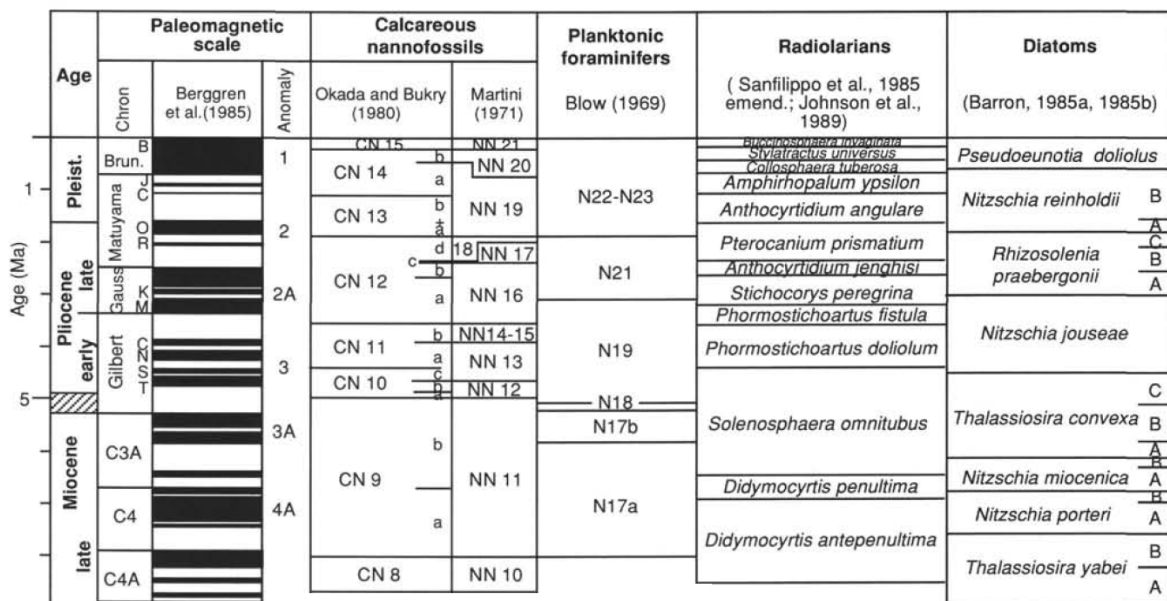 Age
Paleomagnetic
scale
Calcareous
nannofossils
Planktonic
foraminifers
Radiolarians
Diatoms
Chron
Berggren
et al.(1985)
Anomaly
Okada and Bukry
(1980)
Martini
(1971)
Blow (1969)
( Sanfilippo et al., 1985
emend.; Johnson et al.,
1989)
(Barron, 1985a, 1985b)
Age (Ma)
1
5
Pleist.
Pliocene
late
early
Miocene
late
B
Brun.
J
C
Matuyama
O
R
Gauss
K
M
Gilbert
C
N
S
T
C3A
C4
C4A
1
2
2A
3
3A
4A
CN 15
CN 14
b
a
CN 13
b
a
CN 12
d
c
b
a
CN 11
b
a
CN 10
c
b
a
CN 9
b
a
CN 8
NN 21
NN 20
NN 19
18
NN 17
NN 16
NN14-15
NN 13
NN 12
NN 11
NN 10
N22-N23
N21
N19
N18
N17b
N17a
Buccinosphaera invaginata
Stylatractus universus
Collosphaera tuberosa
Amphirhopalum ypsilon
Anthocyrtidium angulare
Pterocanium prismatium
Anthocyrtidium jenghisi
Stichocorys peregrina
Phormostichoartus fistula
Phormostichoartus doliolum
Solenosphaera omnitubus
Didymocyrtis penultima
Didymocyrtis antepenultima
Pseudoeunotia doliolus
Nitzschia reinholdii
B
A
Rhizosolenia
praebergonii
C
B
A
Nitzschia jouseae
Thalassiosira convexa
C
B
A
Nitzschia miocenica
B
A
Nitzschia porteri
B
A
Thalassiosira yabei
B
A